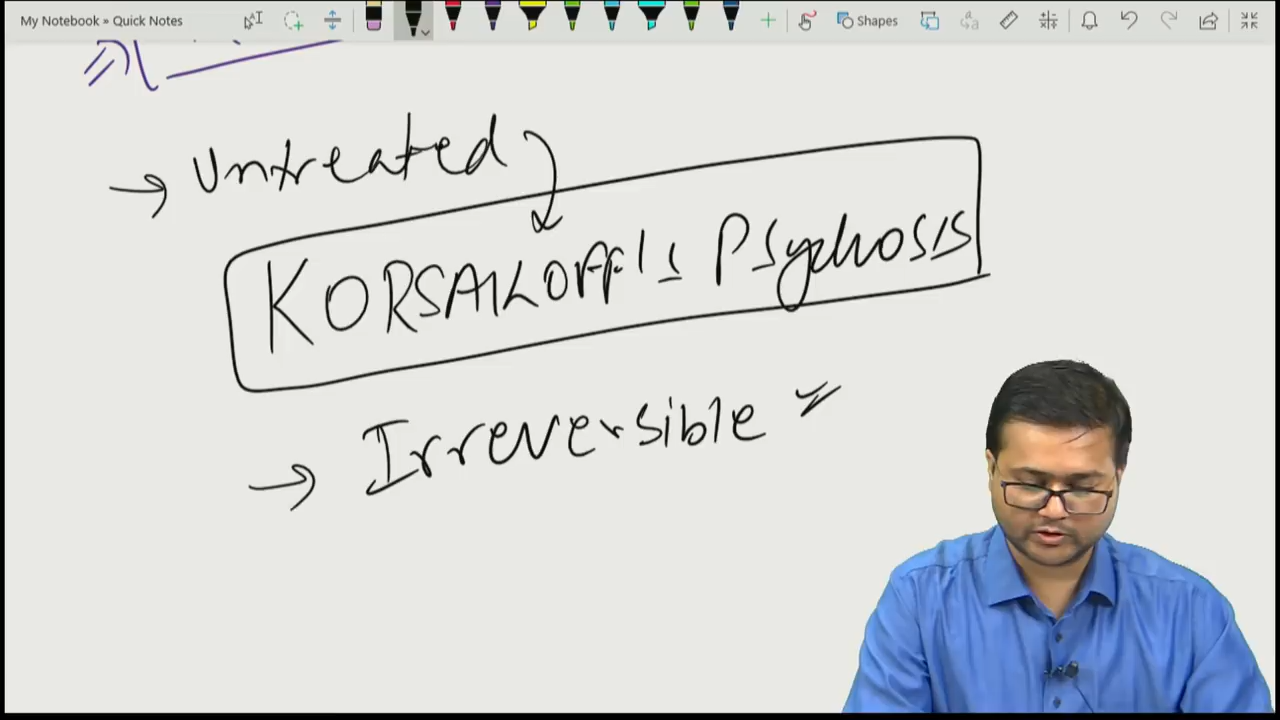 My Notebook » Quick Notes
Shapes
→ Untreated
KORSAKOFF's Psychosis
→ Irreversible